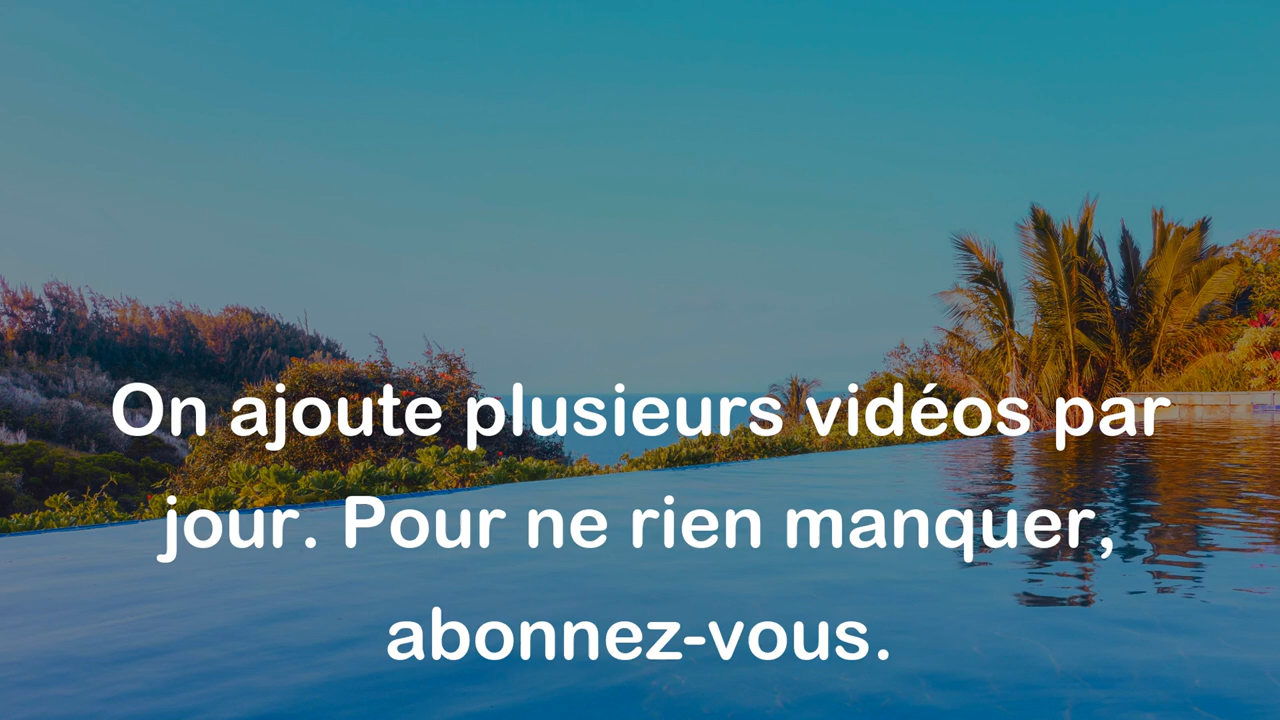 On ajoute plusieurs vidéos par
jour. Pour ne rien manquer,
abonnez-vous.